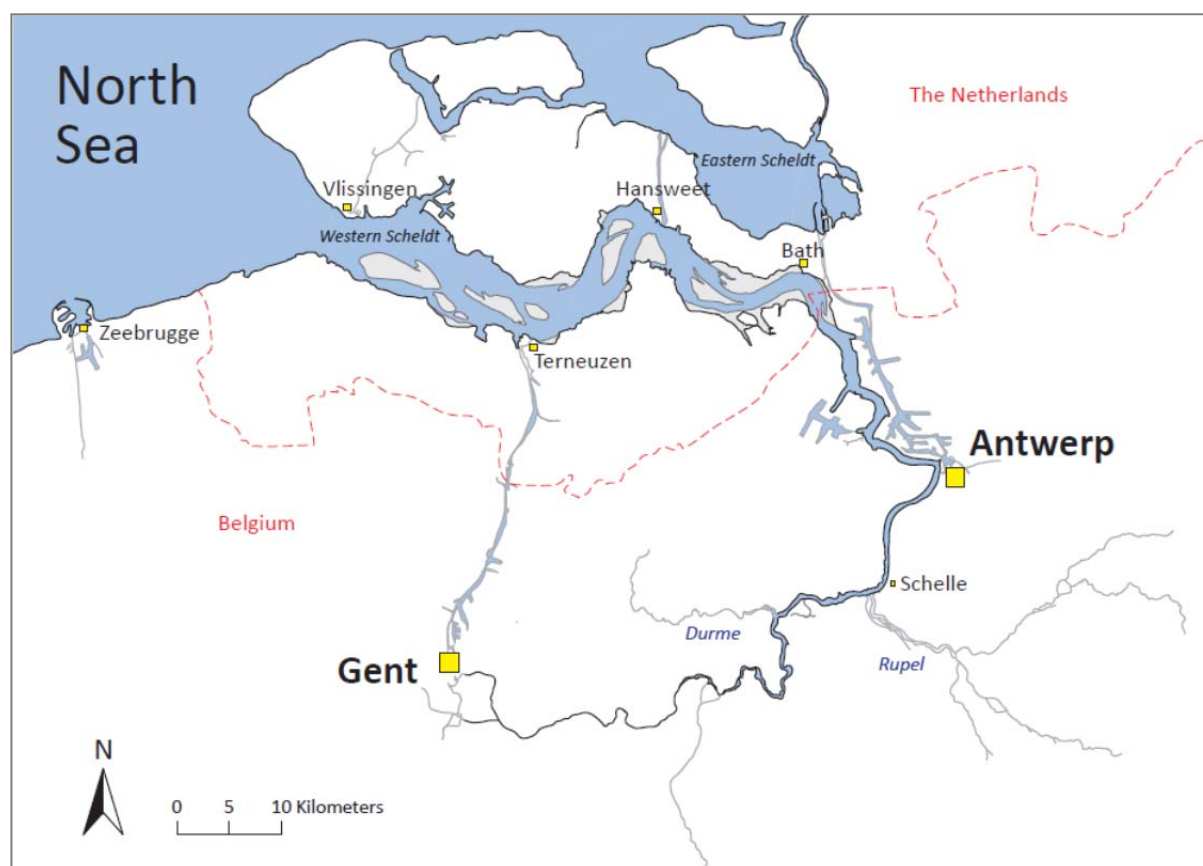 North
Sea
The Netherlands
Eastern Scheldt
Vlissingen
Hansweet
Western Scheldt
Bath
Zeebrugge
Terneuzen
Antwerp
Belgium
Schelle
Durme
Rupel
Gent
N
0 5 10 Kilometers